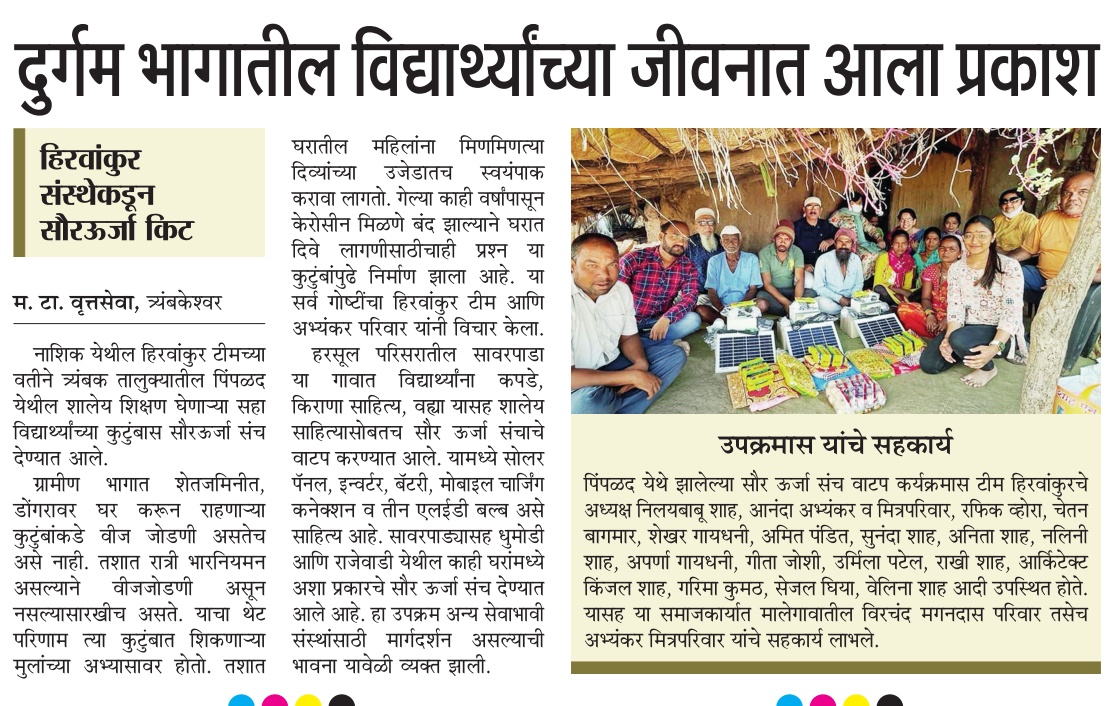 दुर्गम भागातील विद्यार्थ्यांच्या जीवनात आला प्रकाश
हिरवांकुर
संस्थेकडून
सौरऊर्जा किट
म. टा. वृत्तसेवा, त्र्यंबकेश्वर
नाशिक येथील हिरवांकुर टीमच्या
वतीने त्र्यंबक तालुक्यातील पिंपळद
येथील शालेय शिक्षण घेणाऱ्या सहा
विद्यार्थ्यांच्या कुटुंबास सौरऊर्जा संच
देण्यात आले.
ग्रामीण भागात शेतजमिनीत,
डोंगरावर घर करून राहणाऱ्या
कुटुंबांकडे वीज जोडणी असतेच
असे नाही. तशात रात्री भारनियमन
असल्याने वीजजोडणी असून
नसल्यासारखीच असते. याचा थेट
परिणाम त्या कुटुंबात शिकणाऱ्या
मुलांच्या अभ्यासावर होतो. तशात
घरातील महिलांना मिणमिणत्या
दिव्यांच्या उजेडातच स्वयंपाक
करावा लागतो. गेल्या काही वर्षांपासून
केरोसीन मिळणे बंद झाल्याने घरात
दिवे लागणीसाठीचाही प्रश्न या
कुटुंबांपुढे निर्माण झाला आहे. या
सर्व गोष्टींचा हिरवांकुर टीम आणि
अभ्यंकर परिवार यांनी विचार केला.
हरसूल परिसरातील सावरपाडा
या गावात विद्यार्थ्यांना कपडे,
किराणा साहित्य, वह्या यासह शालेय
साहित्यासोबतच सौर ऊर्जा संचाचे
वाटप करण्यात आले. यामध्ये सोलर
पॅनल, इन्वर्टर, बॅटरी, मोबाइल चार्जिंग
कनेक्शन व तीन एलईडी बल्ब असे
साहित्य आहे. सावरपाड्यासह धुमोडी
आणि राजेवाडी येथील काही घरांमध्ये
अशा प्रकारचे सौर ऊर्जा संच देण्यात
आले आहे. हा उपक्रम अन्य सेवाभावी
संस्थांसाठी मार्गदर्शन असल्याची
भावना यावेळी व्यक्त झाली.
उपक्रमास यांचे सहकार्य
पिंपळद येथे झालेल्या सौर ऊर्जा संच वाटप कर्यक्रमास टीम हिरवांकुरचे
अध्यक्ष निलयबाबू शाह, आनंदा अभ्यंकर व मित्रपरिवार, रफिक व्होरा, चेतन
बागमार, शेखर गायधनी, अमित पंडित, सुनंदा शाह, अनिता शाह, नलिनी
शाह, अपर्णा गायधनी, गीता जोशी, उर्मिला पटेल, राखी शाह, आर्किटेक्ट
किंजल शाह, गरिमा कुमठ, सेजल घिया, वेलिना शाह आदी उपस्थित होते.
यासह या समाजकार्यात मालेगावातील विरचंद मगनदास परिवार तसेच
अभ्यंकर मित्रपरिवार यांचे सहकार्य लाभले.